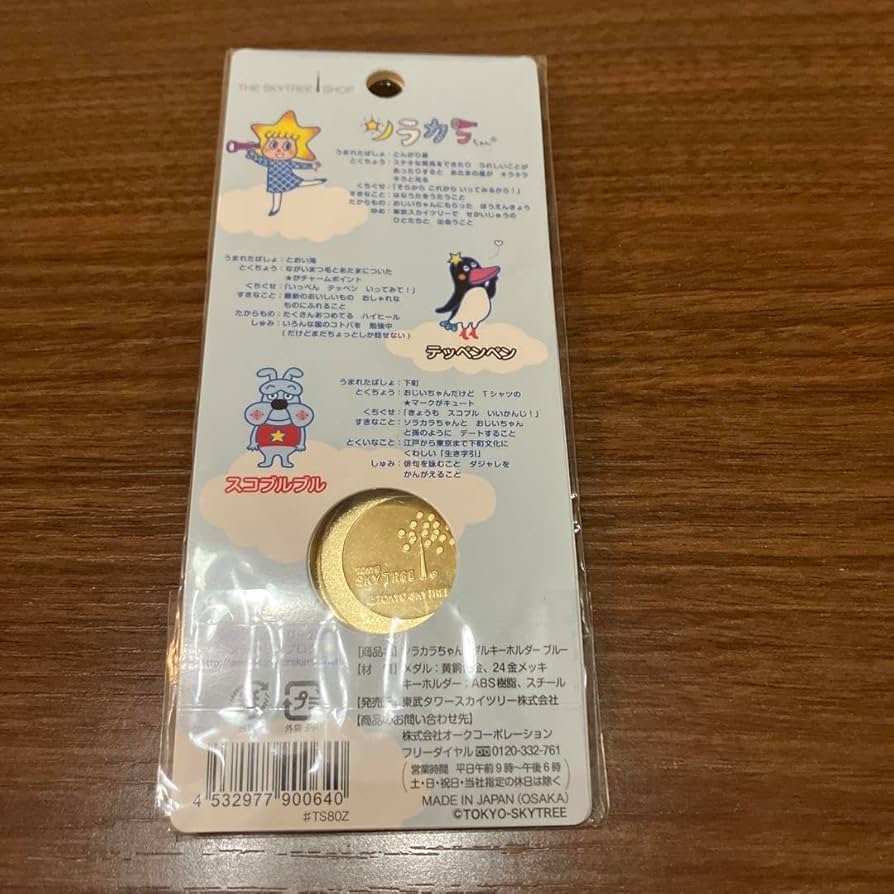 THE SKYTREE SHOP
ソラカラちゃん
うまれたばしょ：とんがり星
とくちょう：ステキな発見をできたり うれしいことが
あったりすると あたまの星が キラキラ
キラと光る
くちぐせ：「そらから これから いってみるから！」
すきなこと：はなうたをうたうこと
たからもの：おじいちゃんにもらった ぼうえんきょう
ゆめ：東京スカイツリーで せかいじゅうの
ひとたちと 出会うこと
うまれたばしょ：とおい海
とくちょう：ながいまつ毛とあたまについた
★がチャームポイント
くちぐせ：「いっぺん テッペン いってみて！」
すきなこと：最新のおいしいもの おしゃれな
ものにふれること
たからもの：たくさんあつめてる ハイヒール
しゅみ：いろんな国のコトバを 勉強中
（だけどまだちょっとしか話せない）
テッペンペン
うまれたばしょ：下町
とくちょう：おじいちゃんだけど Tシャツの
★マークがキュート
くちぐせ：「きょうも スコブル いいかんじ！」
すきなこと：ソラカラちゃんと おじいちゃん
と孫のように デートすること
とくいなこと：江戸から東京まで下町文化に
くわしい「生き字引」
しゅみ：俳句を詠むこと ダジャレを
かんがえること
スコブルブル
TOKYO
SKYTREE
©TOKYO-SKYTREE
【商品名】ソラカラちゃん ダルキーホルダー ブルー
【材 】メダル：黄銅合金、24金メッキ
キーホルダー：ABS樹脂、スチール
【発売元】東武タワースカイツリー株式会社
【商品のお問い合わせ先】
株式会社オークコーポレーション
フリーダイヤル 0120-332-761
（営業時間 平日午前9時～午後6時
土・日・祝日・当社指定の休日は除く）
MADE IN JAPAN (OSAKA)
©TOKYO-SKYTREE
プラ
4 532977 900640
#TS80Z